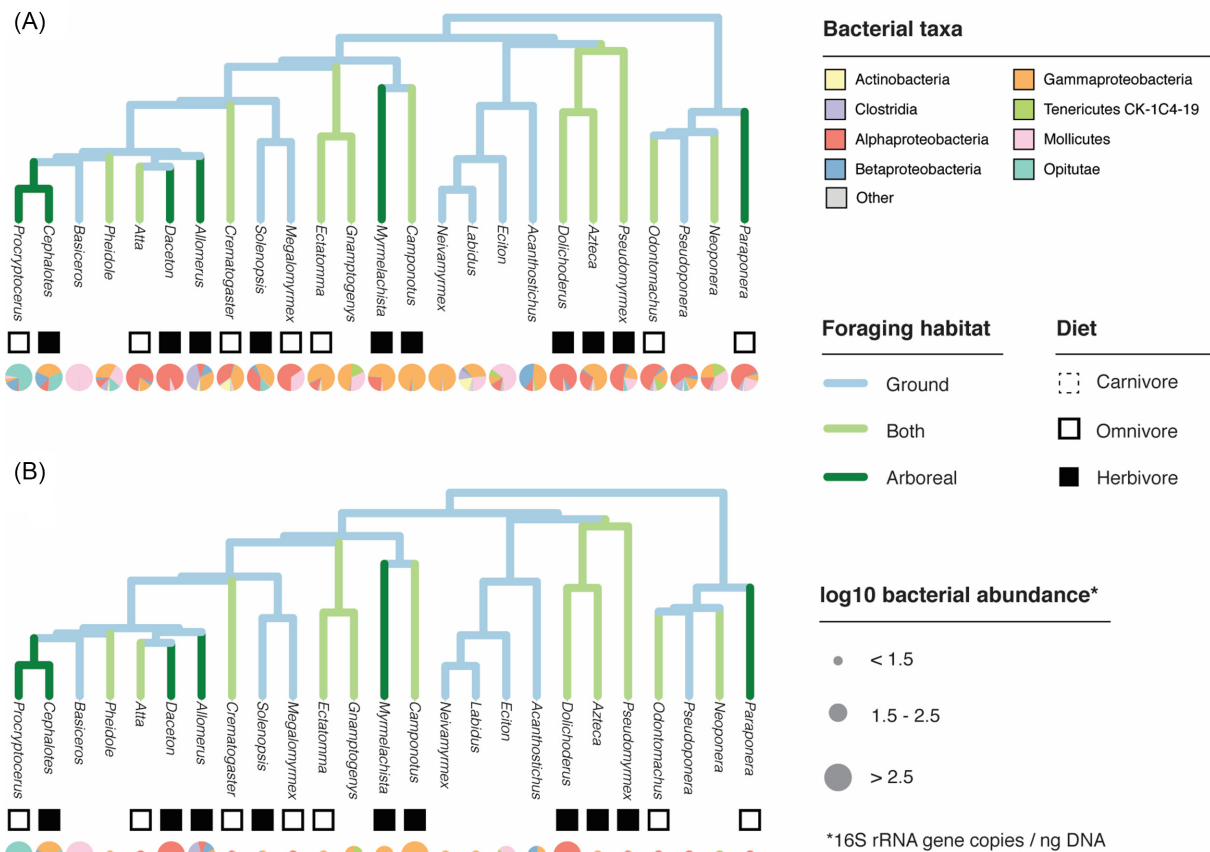 (A)
Procryptocerus
Cephalotes
Basiceros
Pheidole
Atta
Daceton
Allomerus
Crematogaster
Solenopsis
Megalomyrmex
Ectatomma
Gnamptogenys
Myrmelachista
Camponotus
Neivamyrmex
Labidus
Eciton
Acanthostichus
Dolichoderus
Azteca
Pseudomyrmex
Odontomachus
Pseudoponera
Neoponera
Paraponera
Bacterial taxa
Actinobacteria
Clostridia
Alphaproteobacteria
Betaproteobacteria
Other
Gammaproteobacteria
Tenericutes CK-1C4-19
Mollicutes
Opitutae
Foraging habitat
Ground
Both
Arboreal
Diet
Carnivore
Omnivore
Herbivore
(B)
Procryptocerus
Cephalotes
Basiceros
Pheidole
Atta
Daceton
Allomerus
Crematogaster
Solenopsis
Megalomyrmex
Ectatomma
Gnamptogenys
Myrmelachista
Camponotus
Neivamyrmex
Labidus
Eciton
Acanthostichus
Dolichoderus
Azteca
Pseudomyrmex
Odontomachus
Pseudoponera
Neoponera
Paraponera
log10 bacterial abundance*
< 1.5
1.5 - 2.5
> 2.5
*16S rRNA gene copies / ng DNA